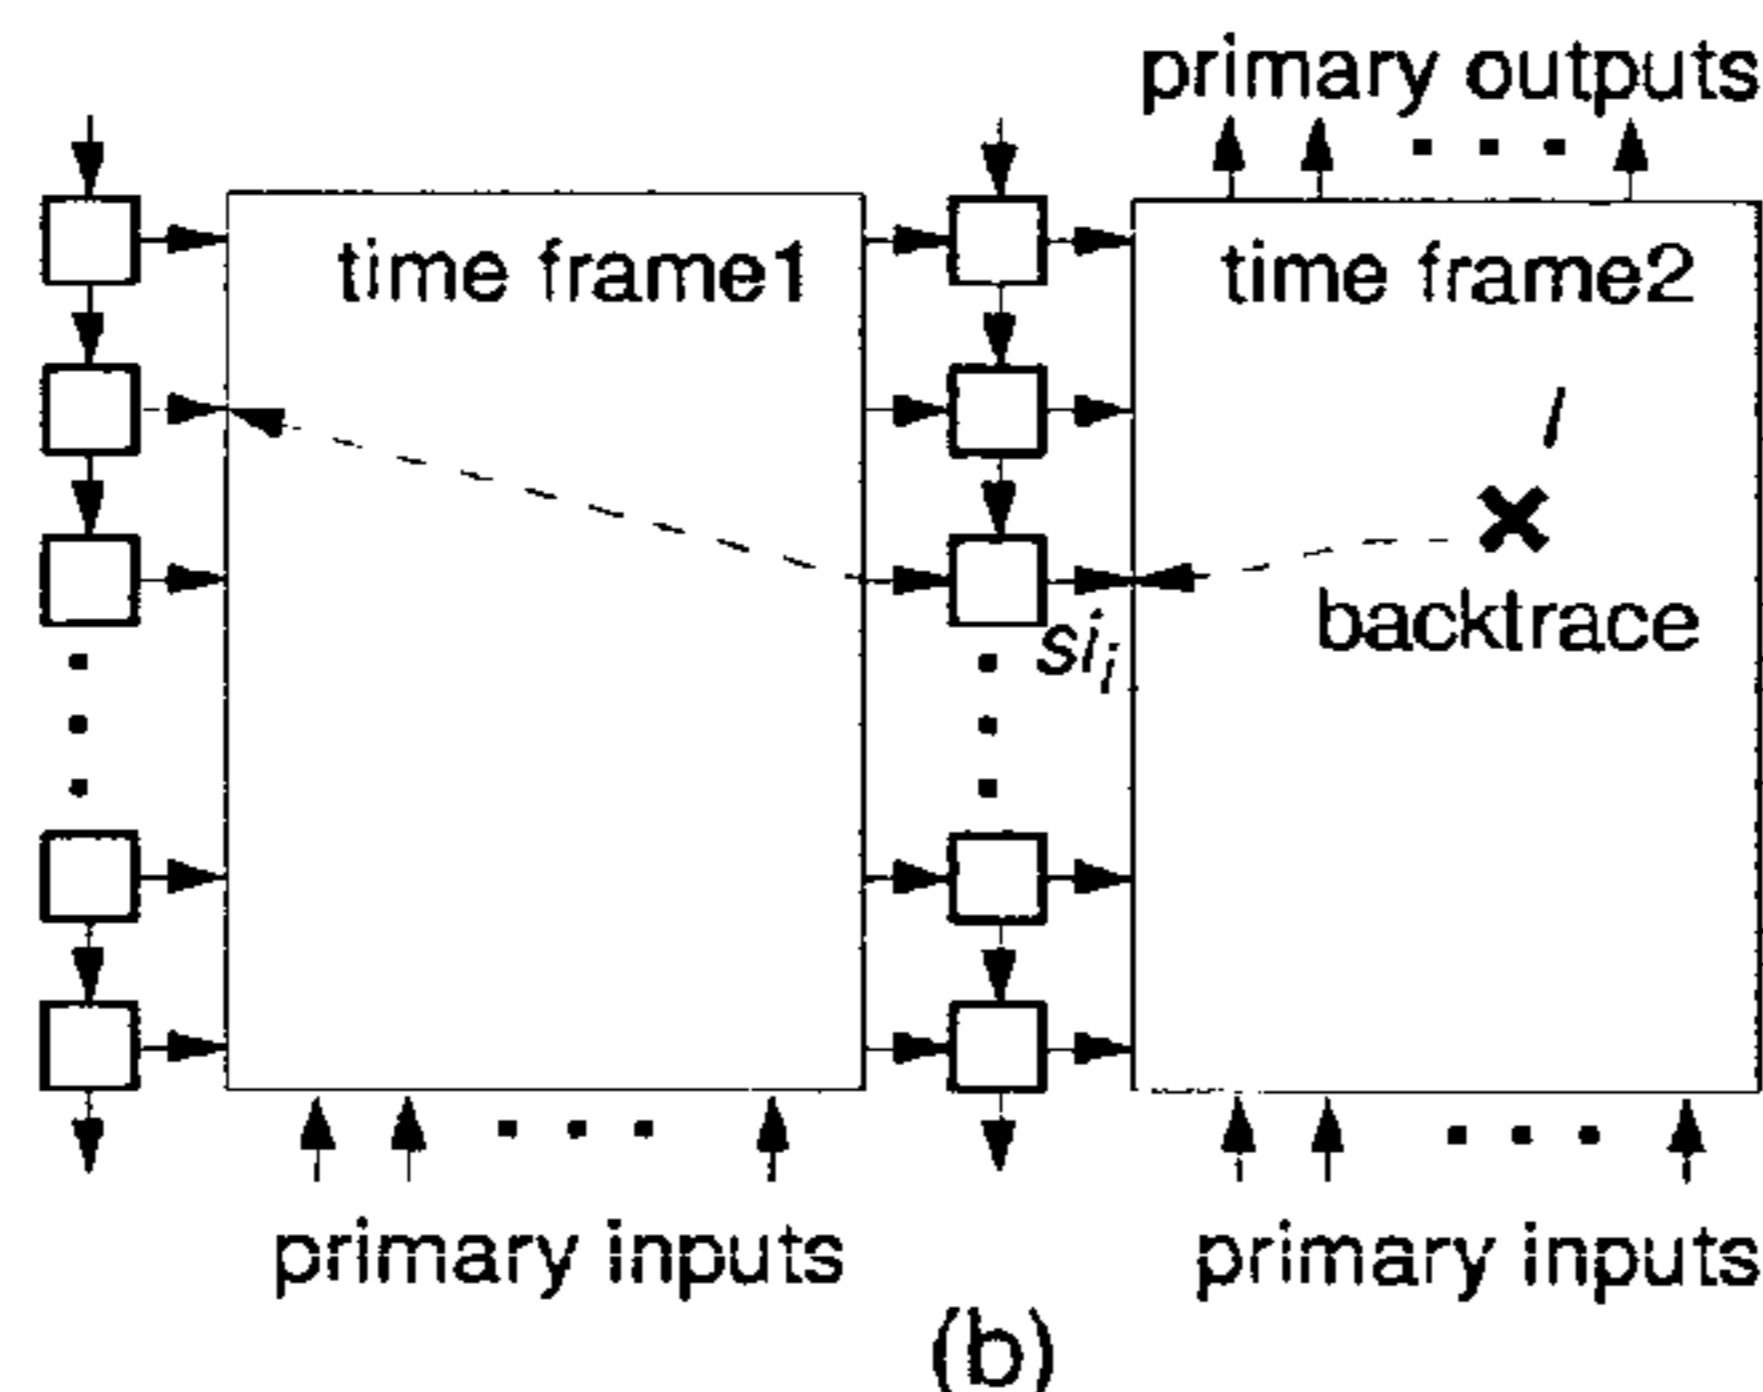 primary outputs
time frame1
time frame2
l
backtrace
si_i
primary inputs
primary inputs
(b)